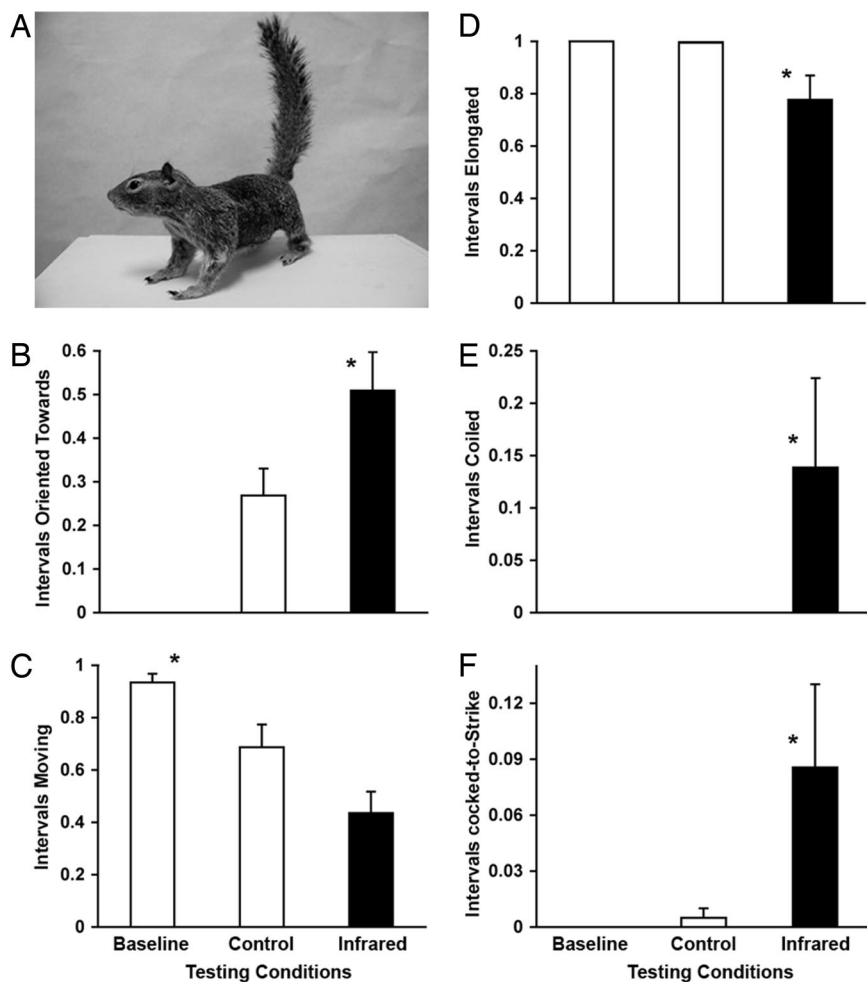 A
B
Intervals Oriented Towards
0.6
0.5
0.4
0.3
0.2
0.1
0
C
Intervals Moving
1
0.8
0.6
0.4
0.2
0
*
*
Baseline Control Infrared
Testing Conditions
D
Intervals Elongated
1
0.8
0.6
0.4
0.2
0
*
E
Intervals Coiled
0.25
0.2
0.15
0.1
0.05
0
*
F
Intervals cocked-to-Strike
0.12
0.09
0.06
0.03
0
*
Baseline Control Infrared
Testing Conditions